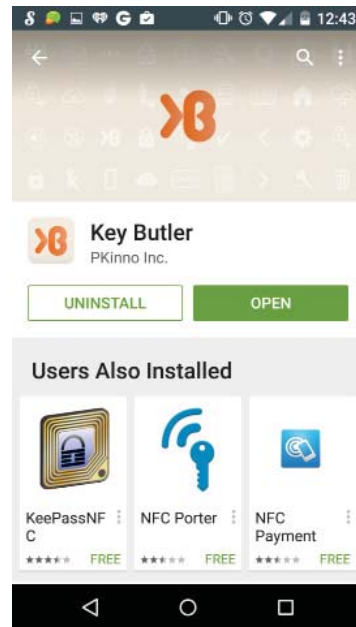 12:43
Key Butler
PKinno Inc.
UNINSTALL
OPEN
Users Also Installed
KeePassNF
C
FREE
NFC Porter
FREE
NFC
Payment
FREE